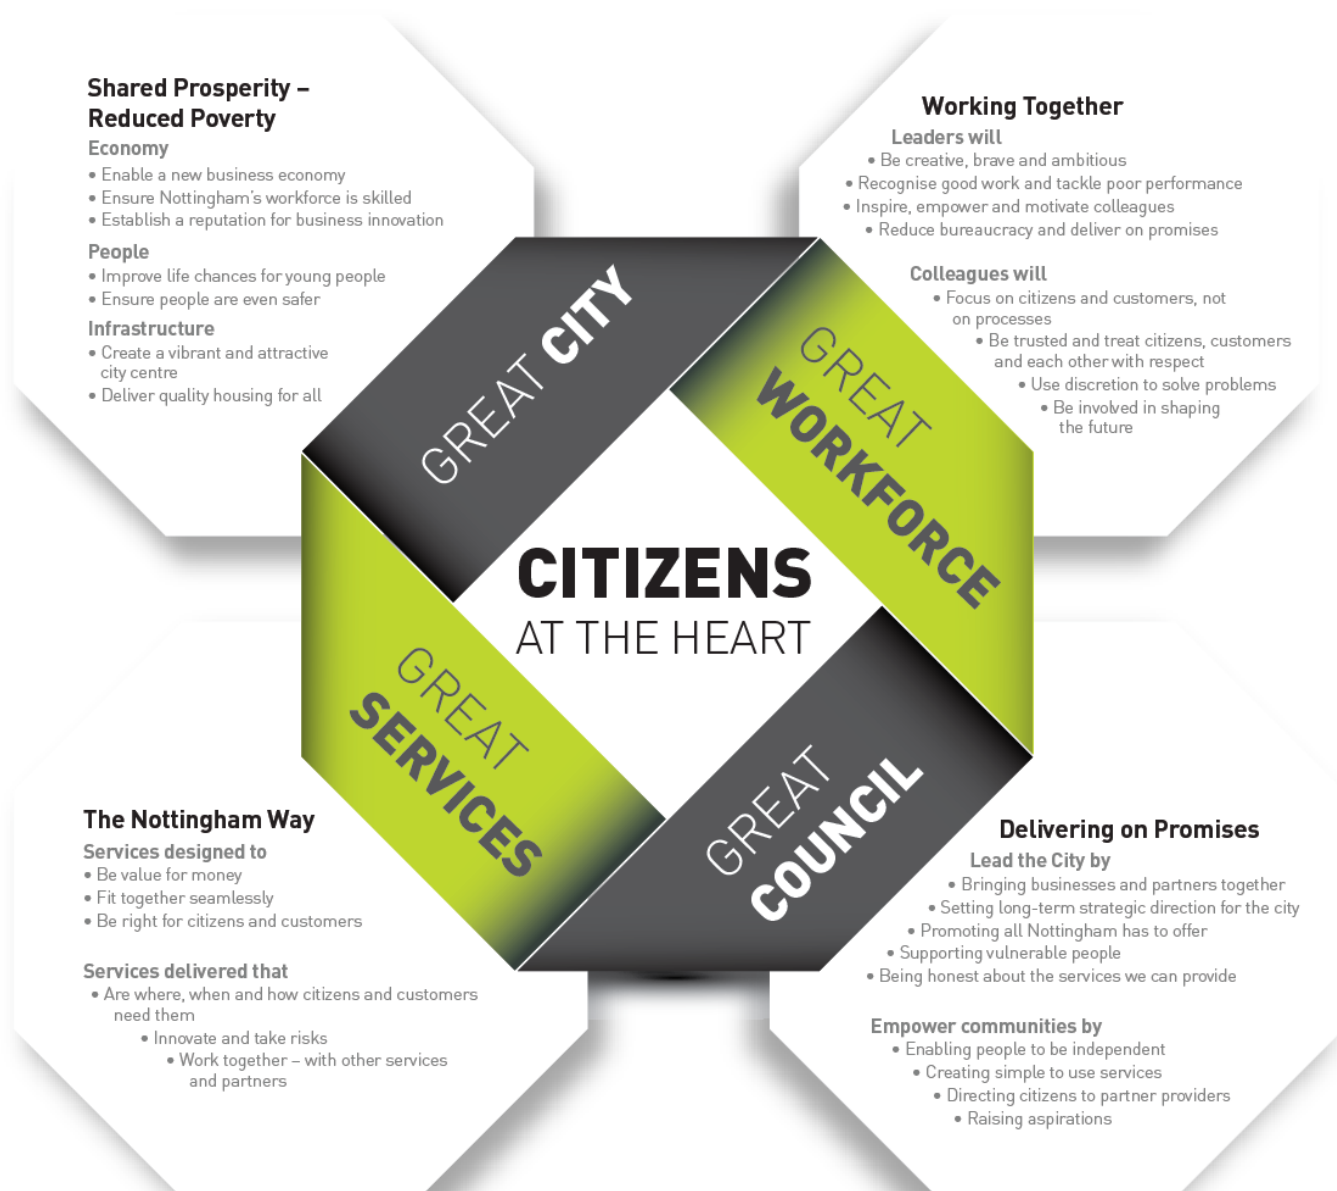 Shared Prosperity –
Reduced Poverty
Economy
• Enable a new business economy
• Ensure Nottingham's workforce is skilled
• Establish a reputation for business innovation
People
• Improve life chances for young people
• Ensure people are even safer
Infrastructure
• Create a vibrant and attractive
city centre
• Deliver quality housing for all
Working Together
Leaders will
• Be creative, brave and ambitious
• Recognise good work and tackle poor performance
• Inspire, empower and motivate colleagues
• Reduce bureaucracy and deliver on promises
Colleagues will
• Focus on citizens and customers, not
on processes
• Be trusted and treat citizens, customers
and each other with respect
• Use discretion to solve problems
• Be involved in shaping
the future
GREAT CITY
GREAT
WORKFORCE
CITIZENS
AT THE HEART
GREAT
SERVICES
GREAT
COUNCIL
The Nottingham Way
Services designed to
• Be value for money
• Fit together seamlessly
• Be right for citizens and customers
Services delivered that
• Are where, when and how citizens and customers
need them
• Innovate and take risks
• Work together – with other services
and partners
Delivering on Promises
Lead the City by
• Bringing businesses and partners together
• Setting long-term strategic direction for the city
• Promoting all Nottingham has to offer
• Supporting vulnerable people
• Being honest about the services we can provide
Empower communities by
• Enabling people to be independent
• Creating simple to use services
• Directing citizens to partner providers
• Raising aspirations